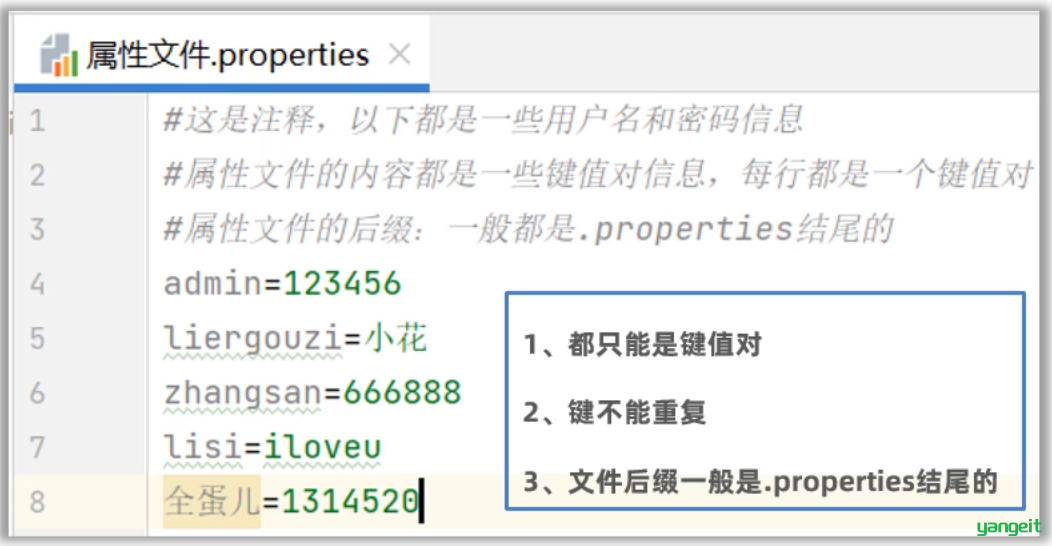 属性文件.properties
1 #这是注释，以下都是一些用户名和密码信息
2 #属性文件的内容都是一些键值对信息，每行都是一个键值对
3 #属性文件的后缀：一般都是.properties结尾的
4 admin=123456
5 liergouzi=小花
6 zhangsan=666888
7 lisi=iloveu
8 全蛋儿=1314520
1、都只能是键值对
2、键不能重复
3、文件后缀一般是.properties结尾的
yangeit